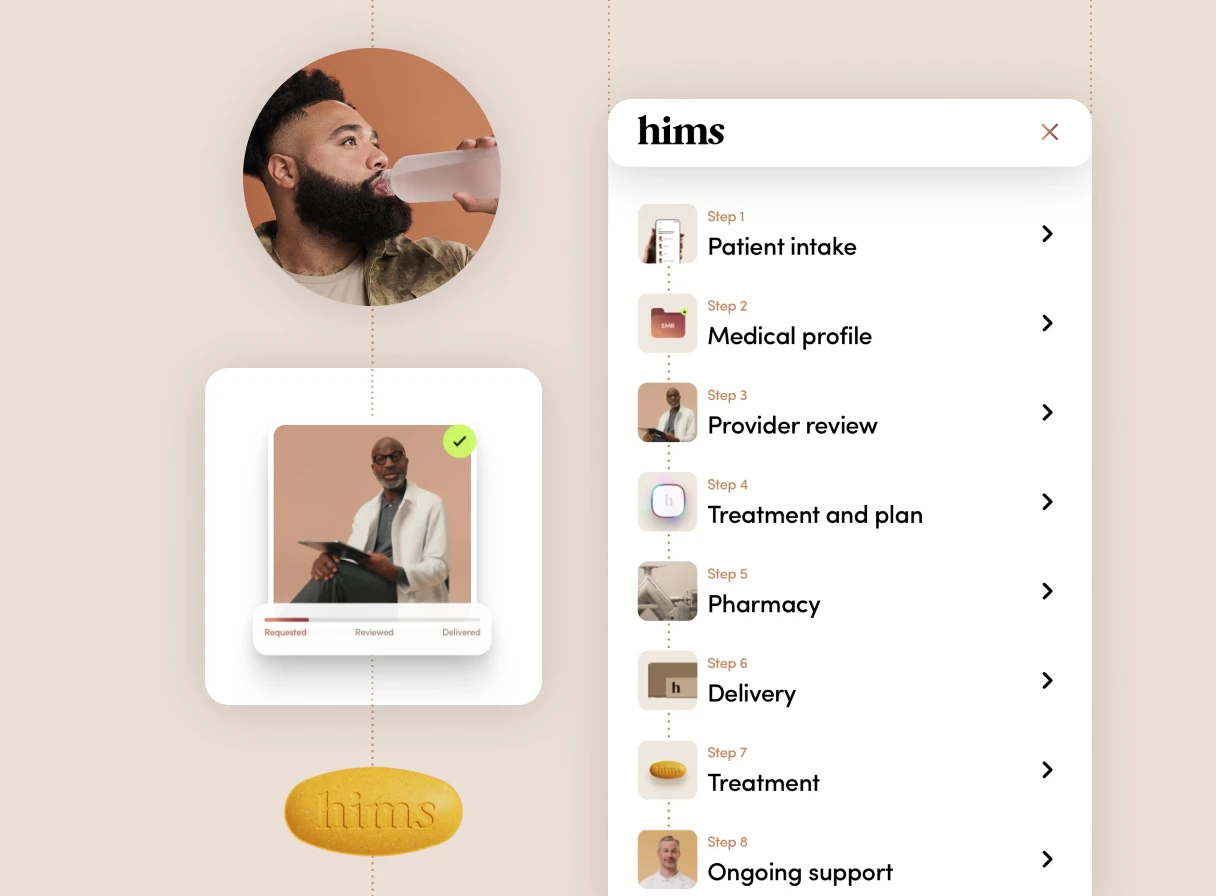 hims
Step 1
Patient intake
EMR
Step 2
Medical profile
Step 3
Provider review
h
Step 4
Treatment and plan
Step 5
Pharmacy
h
Step 6
Delivery
hims
Step 7
Treatment
Step 8
Ongoing support
Requested
Reviewed
Delivered
hims